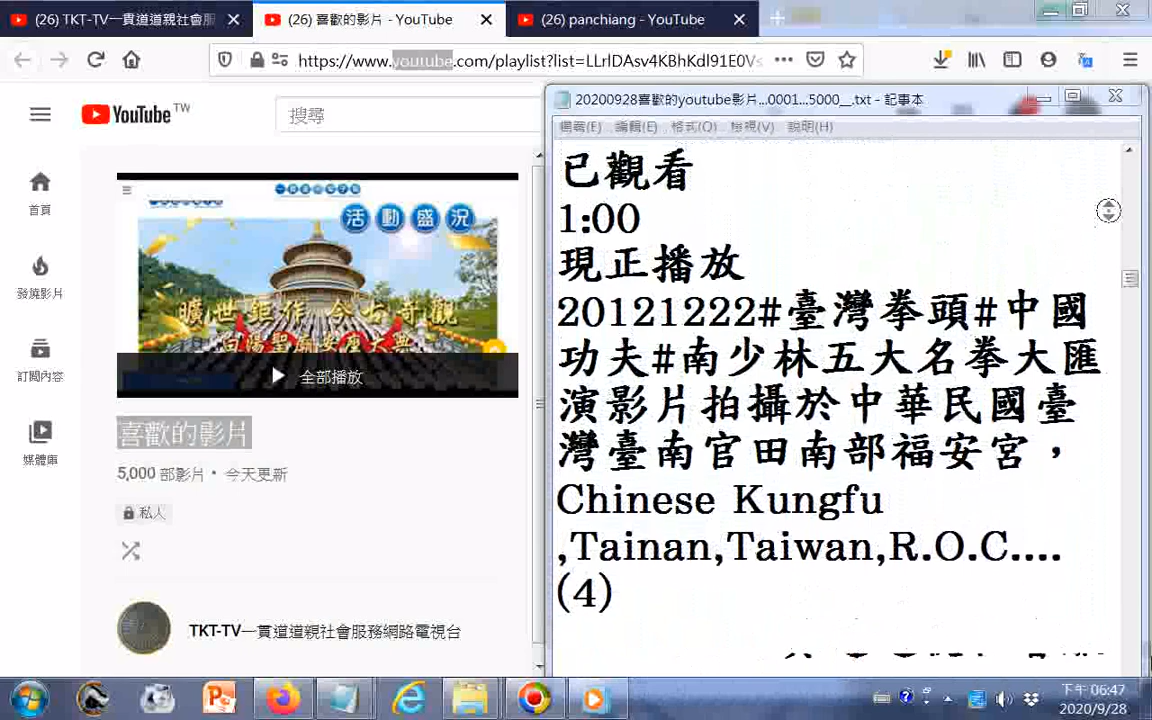 (26) TKT-TV一貫道道親社會服
(26) 喜歡的影片 - YouTube
(26) panchiang - YouTube
https://www.youtube.com/playlist?list=LLrlDAsv4KBhKdl91E0Vs
YouTube TW
搜尋
首頁
發燒影片
訂閱內容
媒體庫
活動盛況
曠世鉅作 今古奇觀
白陽聖廟安座大典
全部播放
喜歡的影片
5,000 部影片・今天更新
私人
TKT-TV一貫道道親社會服務網路電視台
20200928喜歡的youtube影片...0001...5000__.txt - 記事本
檔案(F) 編輯(E) 格式(O) 檢視(V) 說明(H)
已觀看
1:00
現正播放
20121222#臺灣拳頭#中國
功夫#南少林五大名拳大匯
演影片拍攝於中華民國臺
灣臺南官田南部福安宮，
Chinese Kungfu
,Tainan,Taiwan,R.O.C....
(4)
下午 06:47
2020/9/28